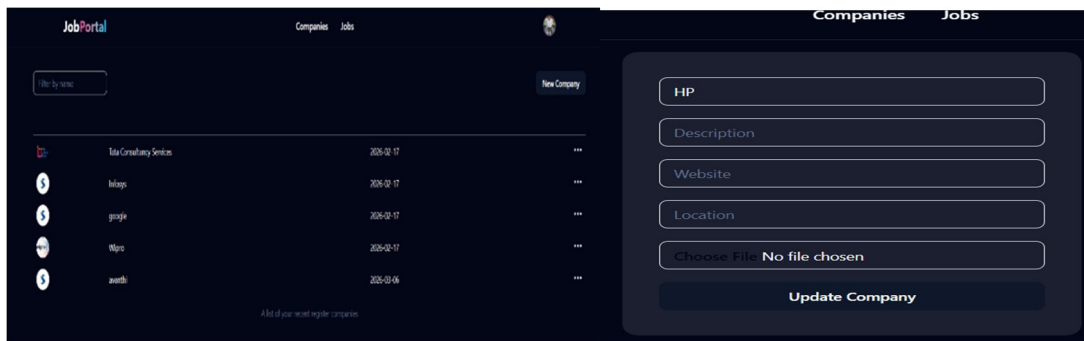 JobPortal
Companies Jobs
Filter by name
New Company
Tata Consultancy Services 2026-02-17 ...
Infosys 2026-02-17 ...
google 2026-02-17 ...
Wipro 2026-02-17 ...
avanthi 2026-03-06 ...
A list of your recent register companies
Companies Jobs
HP
Description
Website
Location
Choose File No file chosen
Update Company